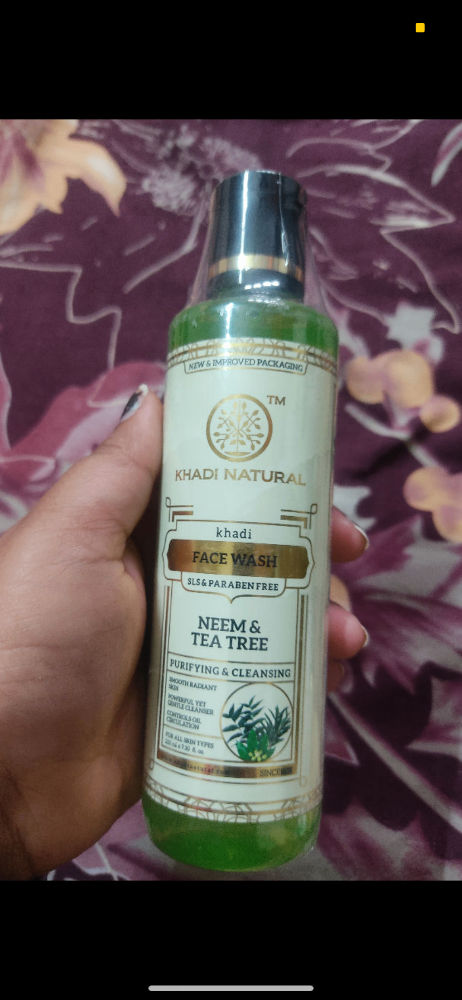 NEW & IMPROVED PACKAGING
TM
KHADI NATURAL
khadi
FACE WASH
SLS & PARABEN FREE
NEEM &
TEA TREE
PURIFYING & CLEANSING
SMOOTH RADIANT
SKIN
POWERFUL YET
GENTLE CLEANSER
CONTROLS OIL
CIRCULATION
FOR ALL SKIN TYPES